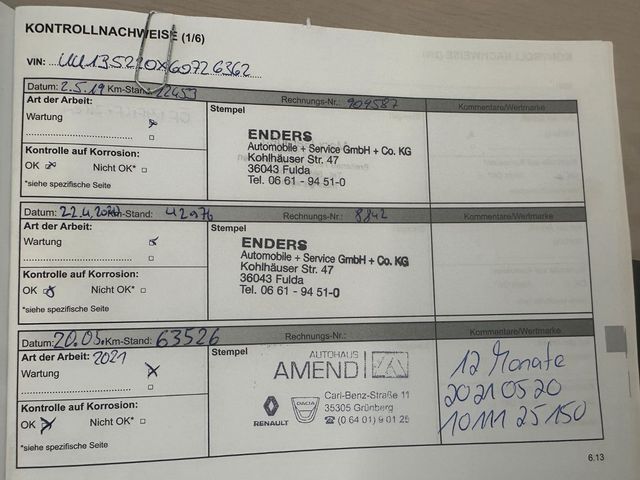 KONTROLLNACHWEISE (1/6)
VIN:
Datum: 2.5.19 Km-Stand: 22453 Rechnungs-Nr. 904587 Kommentare/Wertmarke
Art der Arbeit:
Wartung
Kontrolle auf Korrosion:
OK Nicht OK*
*siehe spezifische Seite
Stempel
ENDERS
Automobile + Service GmbH + Co. KG
Kohlhäuser Str. 47
36043 Fulda
Tel. 06 61 - 94 51-0
Datum: 22.4. Km-Stand: 42976 Rechnungs-Nr.: 8842 Kommentare/Wertmarke
Art der Arbeit:
Wartung
Kontrolle auf Korrosion:
OK Nicht OK*
*siehe spezifische Seite
Stempel
ENDERS
Automobile + Service GmbH + Co. KG
Kohlhäuser Str. 47
36043 Fulda
Tel. 06 61 - 94 51-0
Datum: 20.05. Km-Stand: 63526 Rechnungs-Nr.: Kommentare/Wertmarke
Art der Arbeit: 2021
Wartung
Kontrolle auf Korrosion:
OK Nicht OK*
*siehe spezifische Seite
Stempel
AUTOHAUS
AMEND
RENAULT
DACIA
Carl-Benz-Straße 11
35305 Grünberg
☎ (0 64 01) 9 01 25
12 Monate
20210520
1011125150
6.13